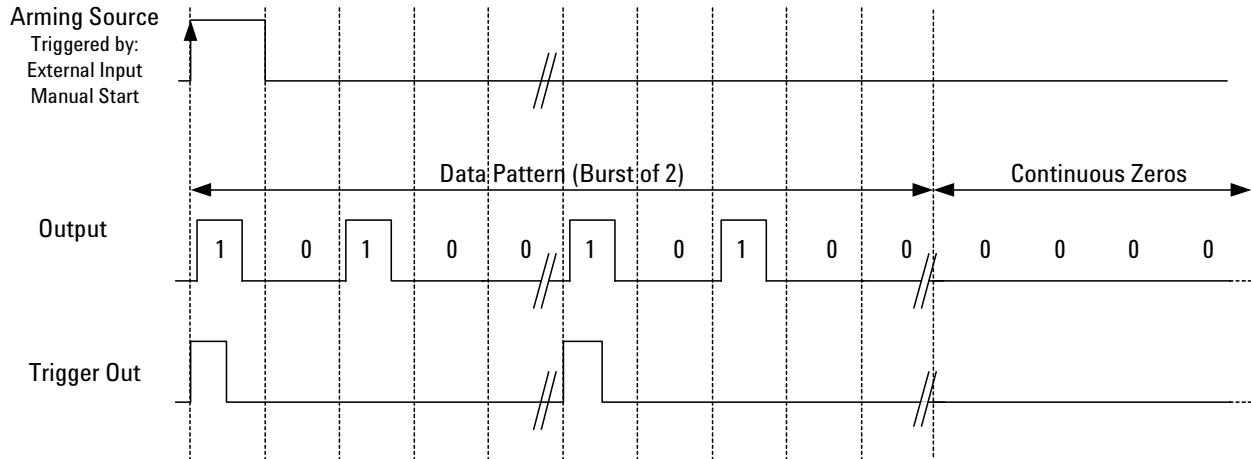 Arming Source
Triggered by:
External Input
Manual Start
Data Pattern (Burst of 2)
Continuous Zeros
Output
1 0 1 0 0 1 0 1 0 0 0 0 0 0
Trigger Out